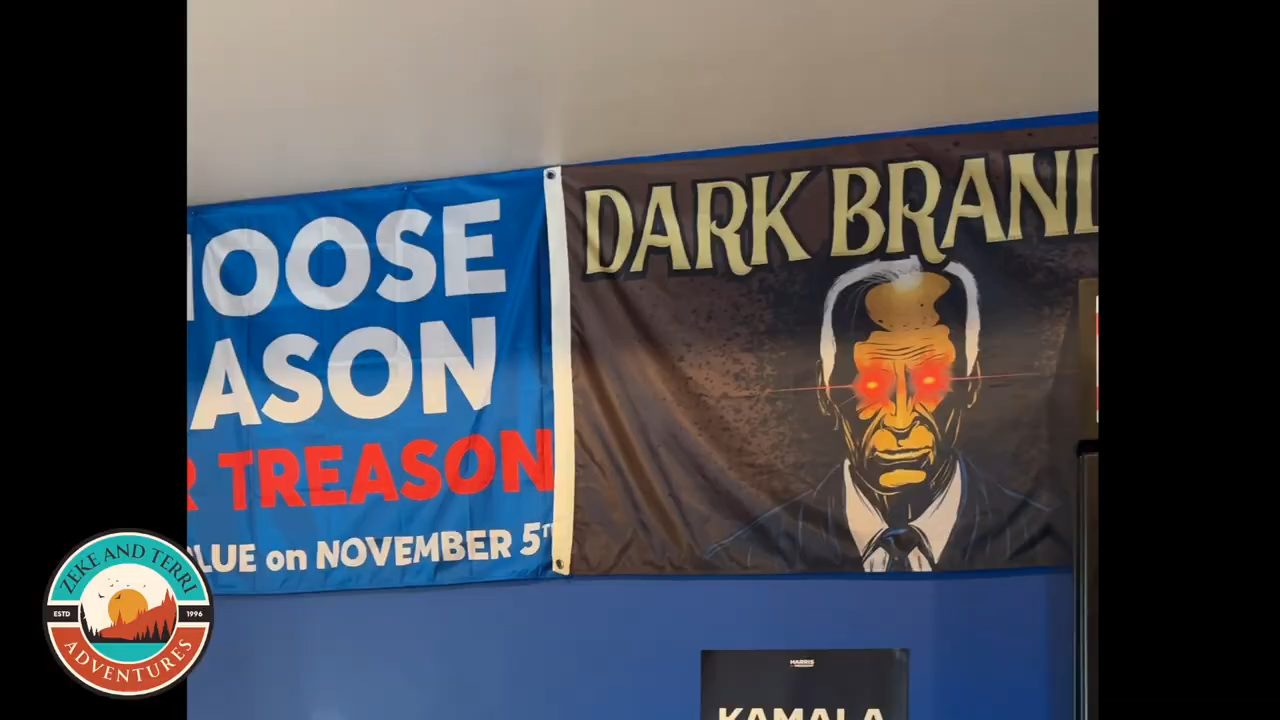 HOOSE
ASON
R TREASON
LUE on NOVEMBER 5TH
DARK BRAND
HARRIS
KAMALA
ZEKE AND TERRI
ESTD 1996
ADVENTURES